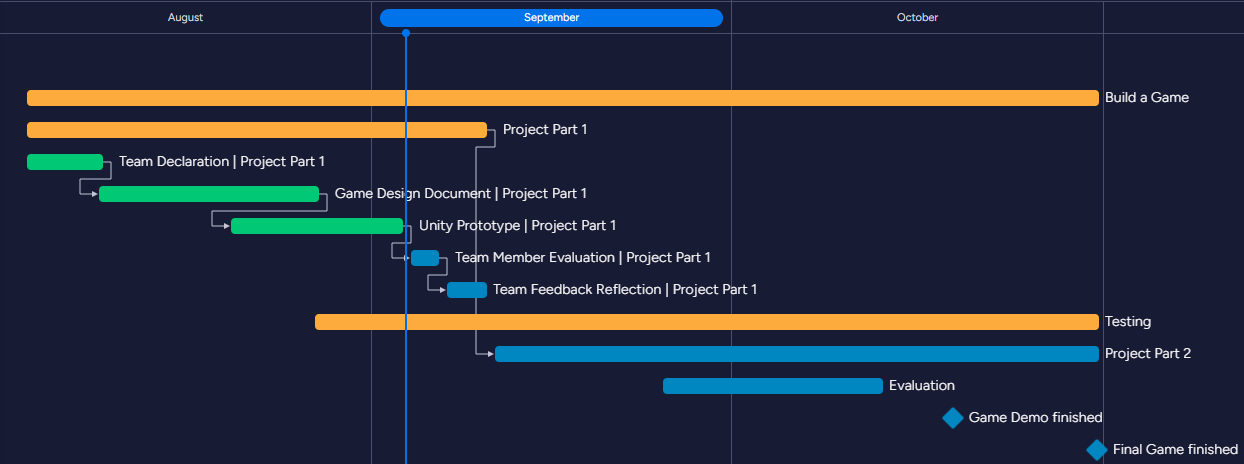 August
September
October
Build a Game
Project Part 1
Team Declaration | Project Part 1
Game Design Document | Project Part 1
Unity Prototype | Project Part 1
Team Member Evaluation | Project Part 1
Team Feedback Reflection | Project Part 1
Testing
Project Part 2
Evaluation
Game Demo finished
Final Game finished